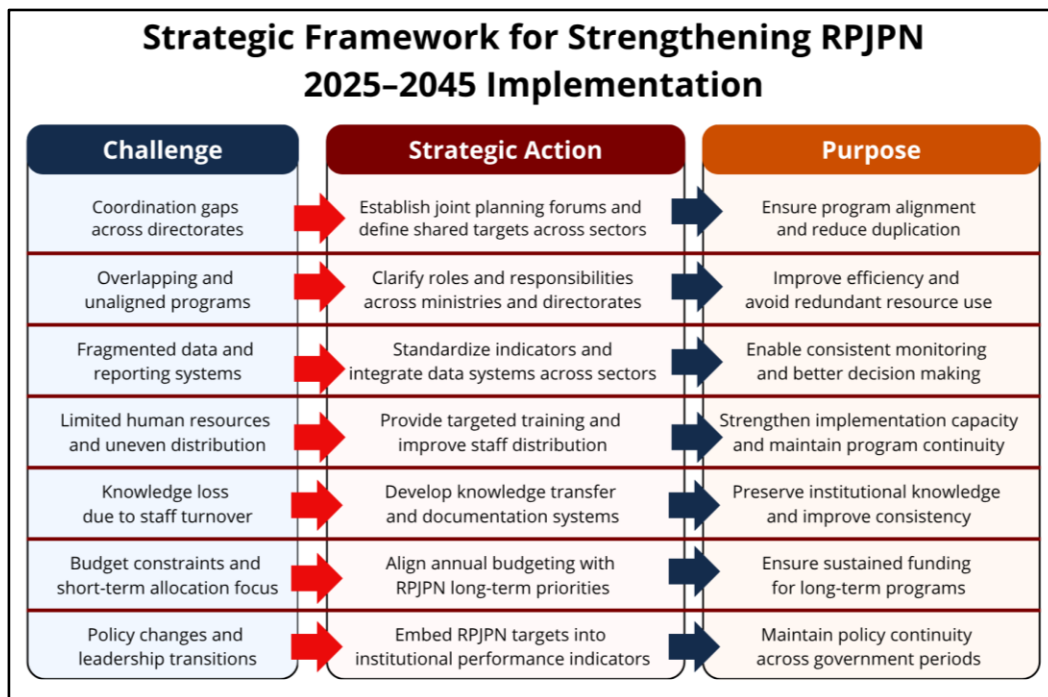 Strategic Framework for Strengthening RPJPN
2025–2045 Implementation
Challenge
Strategic Action
Purpose
Coordination gaps
across directorates
Establish joint planning forums and
define shared targets across sectors
Ensure program alignment
and reduce duplication
Overlapping and
unaligned programs
Clarify roles and responsibilities
across ministries and directorates
Improve efficiency and
avoid redundant resource use
Fragmented data and
reporting systems
Standardize indicators and
integrate data systems across sectors
Enable consistent monitoring
and better decision making
Limited human resources
and uneven distribution
Provide targeted training and
improve staff distribution
Strengthen implementation capacity
and maintain program continuity
Knowledge loss
due to staff turnover
Develop knowledge transfer
and documentation systems
Preserve institutional knowledge
and improve consistency
Budget constraints and
short-term allocation focus
Align annual budgeting with
RPJPN long-term priorities
Ensure sustained funding
for long-term programs
Policy changes and
leadership transitions
Embed RPJPN targets into
institutional performance indicators
Maintain policy continuity
across government periods